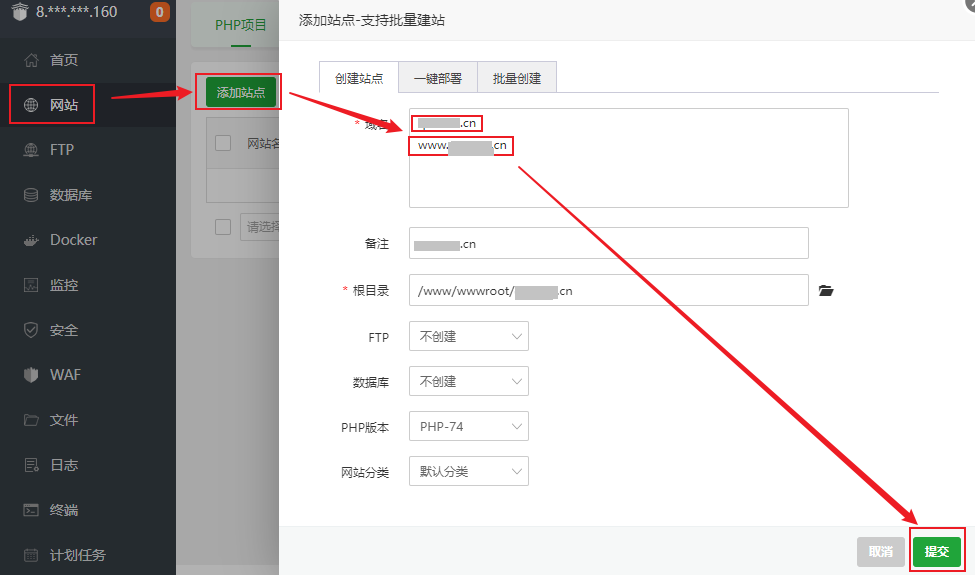 8.***.***.160
0
首页
网站
FTP
数据库
Docker
监控
安全
WAF
文件
日志
终端
计划任务
PHP项目
添加站点
网站名
请选择
添加站点-支持批量建站
创建站点
一键部署
批量创建
* 域名
.cn
www. .cn
备注
.cn
* 根目录
/www/wwwroot/ .cn
FTP
不创建
数据库
不创建
PHP版本
PHP-74
网站分类
默认分类
取消
提交